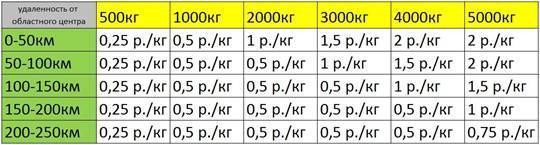 удаленность от областного центра 500кг 1000кг 2000кг 3000кг 4000кг 5000кг
0-50км 0,25 р./кг 0,5 р./кг 1 р./кг 1,5 р./кг 2 р./кг 2 р./кг
50-100км 0,25 р./кг 0,5 р./кг 0,5 р./кг 1 р./кг 1,5 р./кг 2 р./кг
100-150км 0,25 р./кг 0,5 р./кг 0,5 р./кг 0,5 р./кг 1 р./кг 1,5 р./кг
150-200км 0,25 р./кг 0,5 р./кг 0,5 р./кг 0,5 р./кг 0,5 р./кг 1 р./кг
200-250км 0,25 р./кг 0,5 р./кг 0,5 р./кг 0,5 р./кг 0,5 р./кг 0,75 р./кг